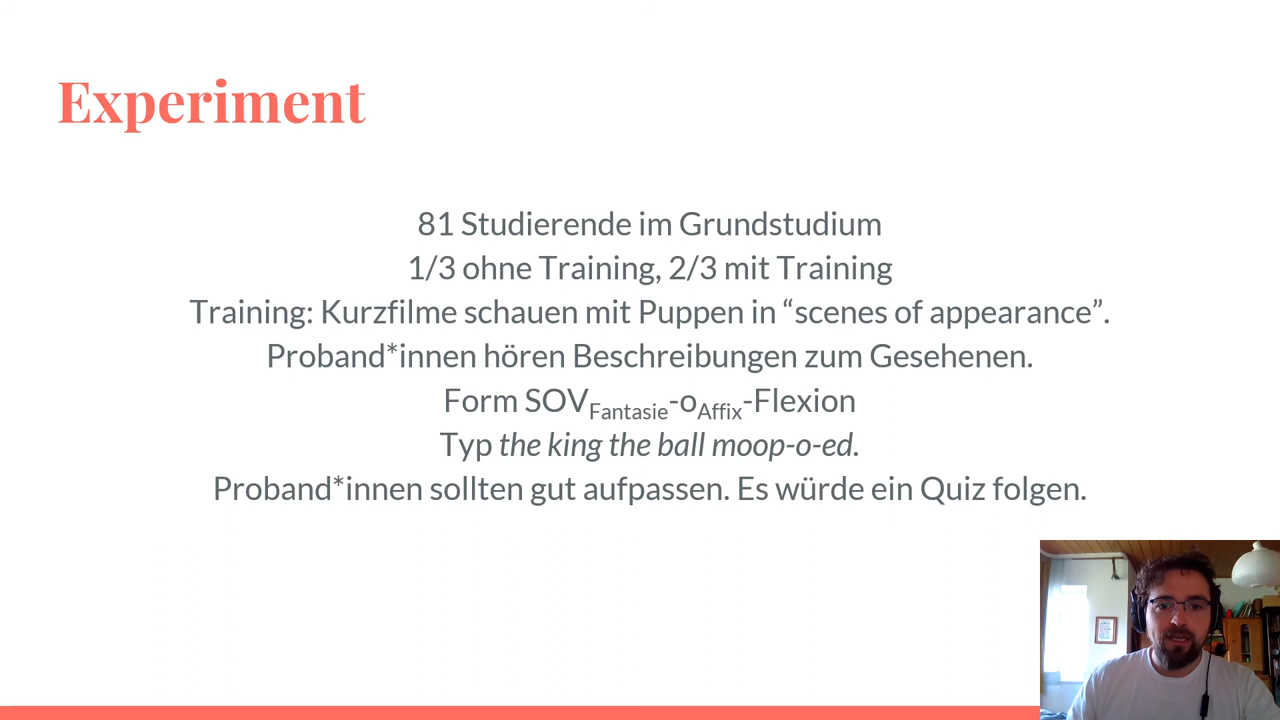 Experiment
81 Studierende im Grundstudium
1/3 ohne Training, 2/3 mit Training
Training: Kurzfilme schauen mit Puppen in “scenes of appearance”.
Proband*innen hören Beschreibungen zum Gesehenen.
Form SOVFantasie-oAffix-Flexion
Typ the king the ball moop-o-ed.
Proband*innen sollten gut aufpassen. Es würde ein Quiz folgen.